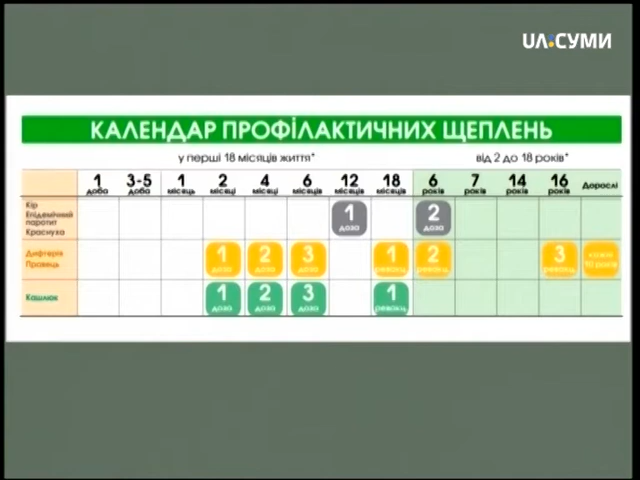 UA:СУМИ
КАЛЕНДАР ПРОФІЛАКТИЧНИХ ЩЕПЛЕНЬ
у перші 18 місяців життя* від 2 до 18 років*
1 доба 3-5 доба 1 місяць 2 місяці 4 місяці 6 місяців 12 місяців 18 місяців 6 років 7 років 14 років 16 років Дорослі
Кір
Епідемічний
паротит
Краснуха
1 доза 2 доза
Дифтерія
Правець
1 доза 2 доза 3 доза 1 ревакц 2 ревакц 3 ревакц кожні 10 років
Кашлюк
1 доза 2 доза 3 доза 1 ревакц